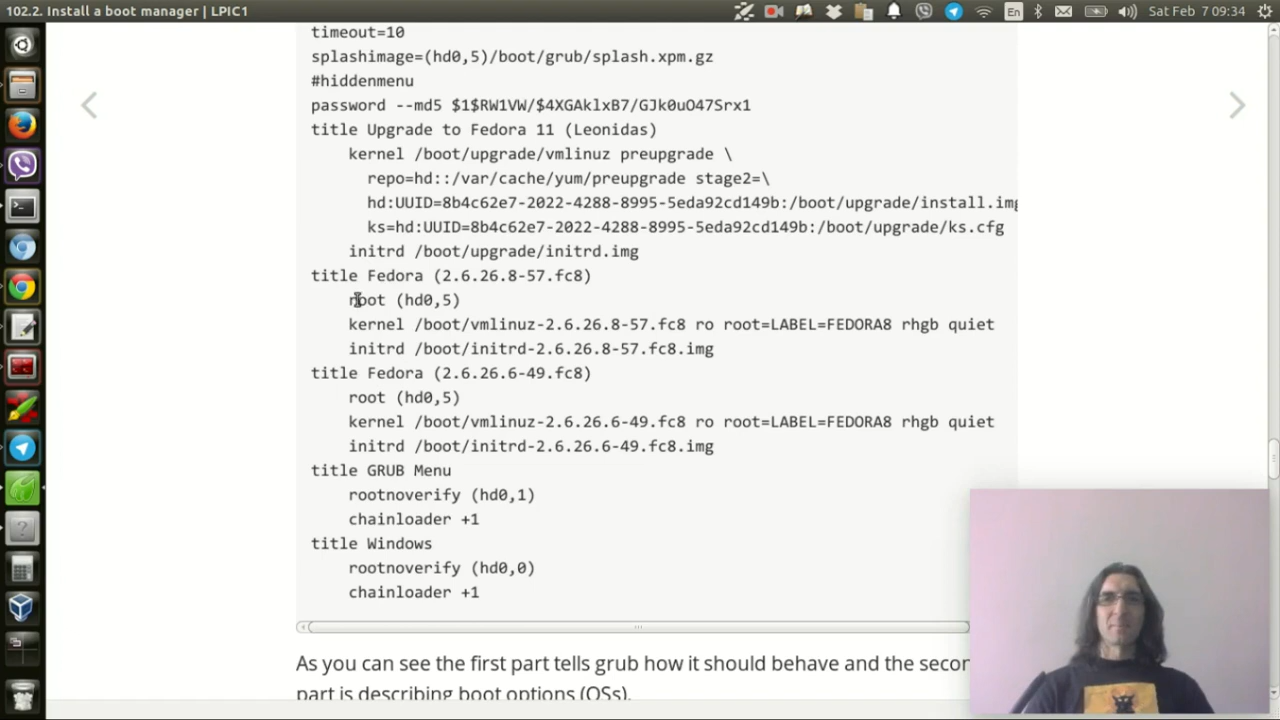 102.2. Install a boot manager | LPIC1
En
Sat Feb 7 09:34
timeout=10
splashimage=(hd0,5)/boot/grub/splash.xpm.gz
#hiddenmenu
password --md5 $1$RW1VW/$4XGAklxB7/GJk0uO47Srx1
title Upgrade to Fedora 11 (Leonidas)
kernel /boot/upgrade/vmlinuz preupgrade \
repo=hd::/var/cache/yum/preupgrade stage2=\
hd:UUID=8b4c62e7-2022-4288-8995-5eda92cd149b:/boot/upgrade/install.img
ks=hd:UUID=8b4c62e7-2022-4288-8995-5eda92cd149b:/boot/upgrade/ks.cfg
initrd /boot/upgrade/initrd.img
title Fedora (2.6.26.8-57.fc8)
root (hd0,5)
kernel /boot/vmlinuz-2.6.26.8-57.fc8 ro root=LABEL=FEDORA8 rhgb quiet
initrd /boot/initrd-2.6.26.8-57.fc8.img
title Fedora (2.6.26.6-49.fc8)
root (hd0,5)
kernel /boot/vmlinuz-2.6.26.6-49.fc8 ro root=LABEL=FEDORA8 rhgb quiet
initrd /boot/initrd-2.6.26.6-49.fc8.img
title GRUB Menu
rootnoverify (hd0,1)
chainloader +1
title Windows
rootnoverify (hd0,0)
chainloader +1
As you can see the first part tells grub how it should behave and the secon
part is describing boot options (OSs).